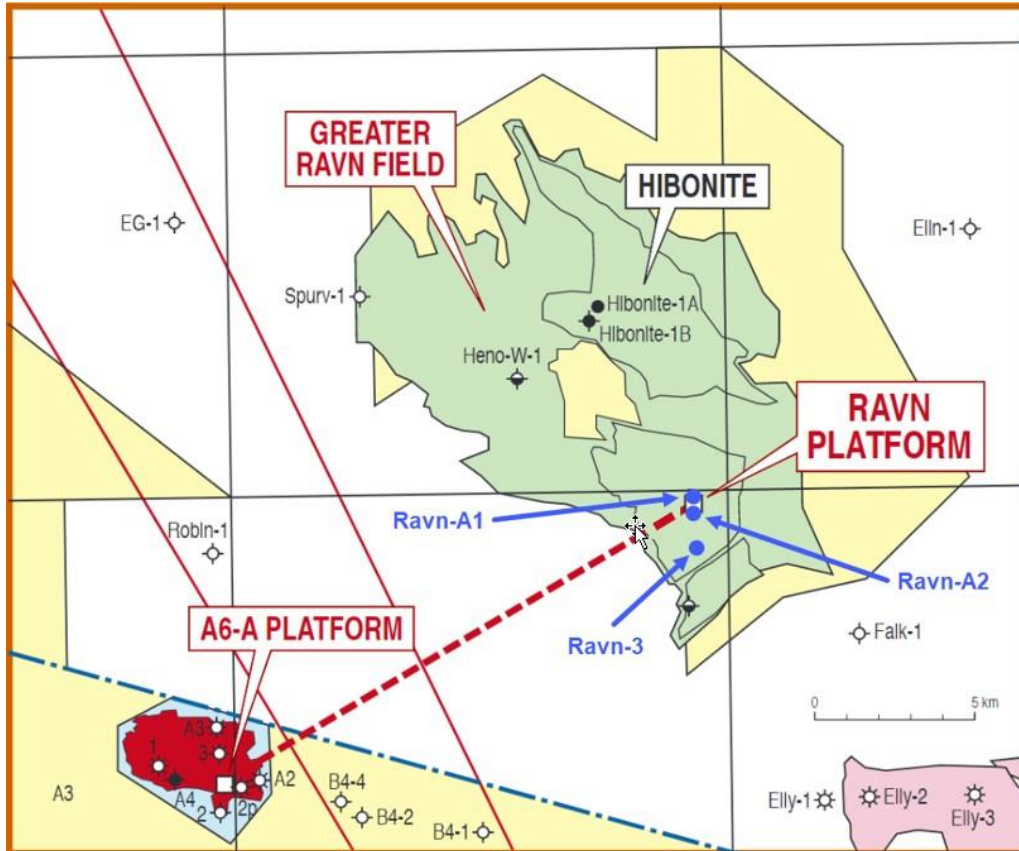 GREATER
RAVN FIELD
HIBONITE
EG-1
Elin-1
Spurv-1
Hibonite-1A
Hibonite-1B
Heno-W-1
RAVN
PLATFORM
Ravn-A1
Robin-1
Ravn-A2
A6-A PLATFORM
Ravn-3
Falk-1
0
5 km
A3
3
1
A3
A4
2
2p
A2
B4-4
B4-2
B4-1
Elly-1
Elly-2
Elly-3